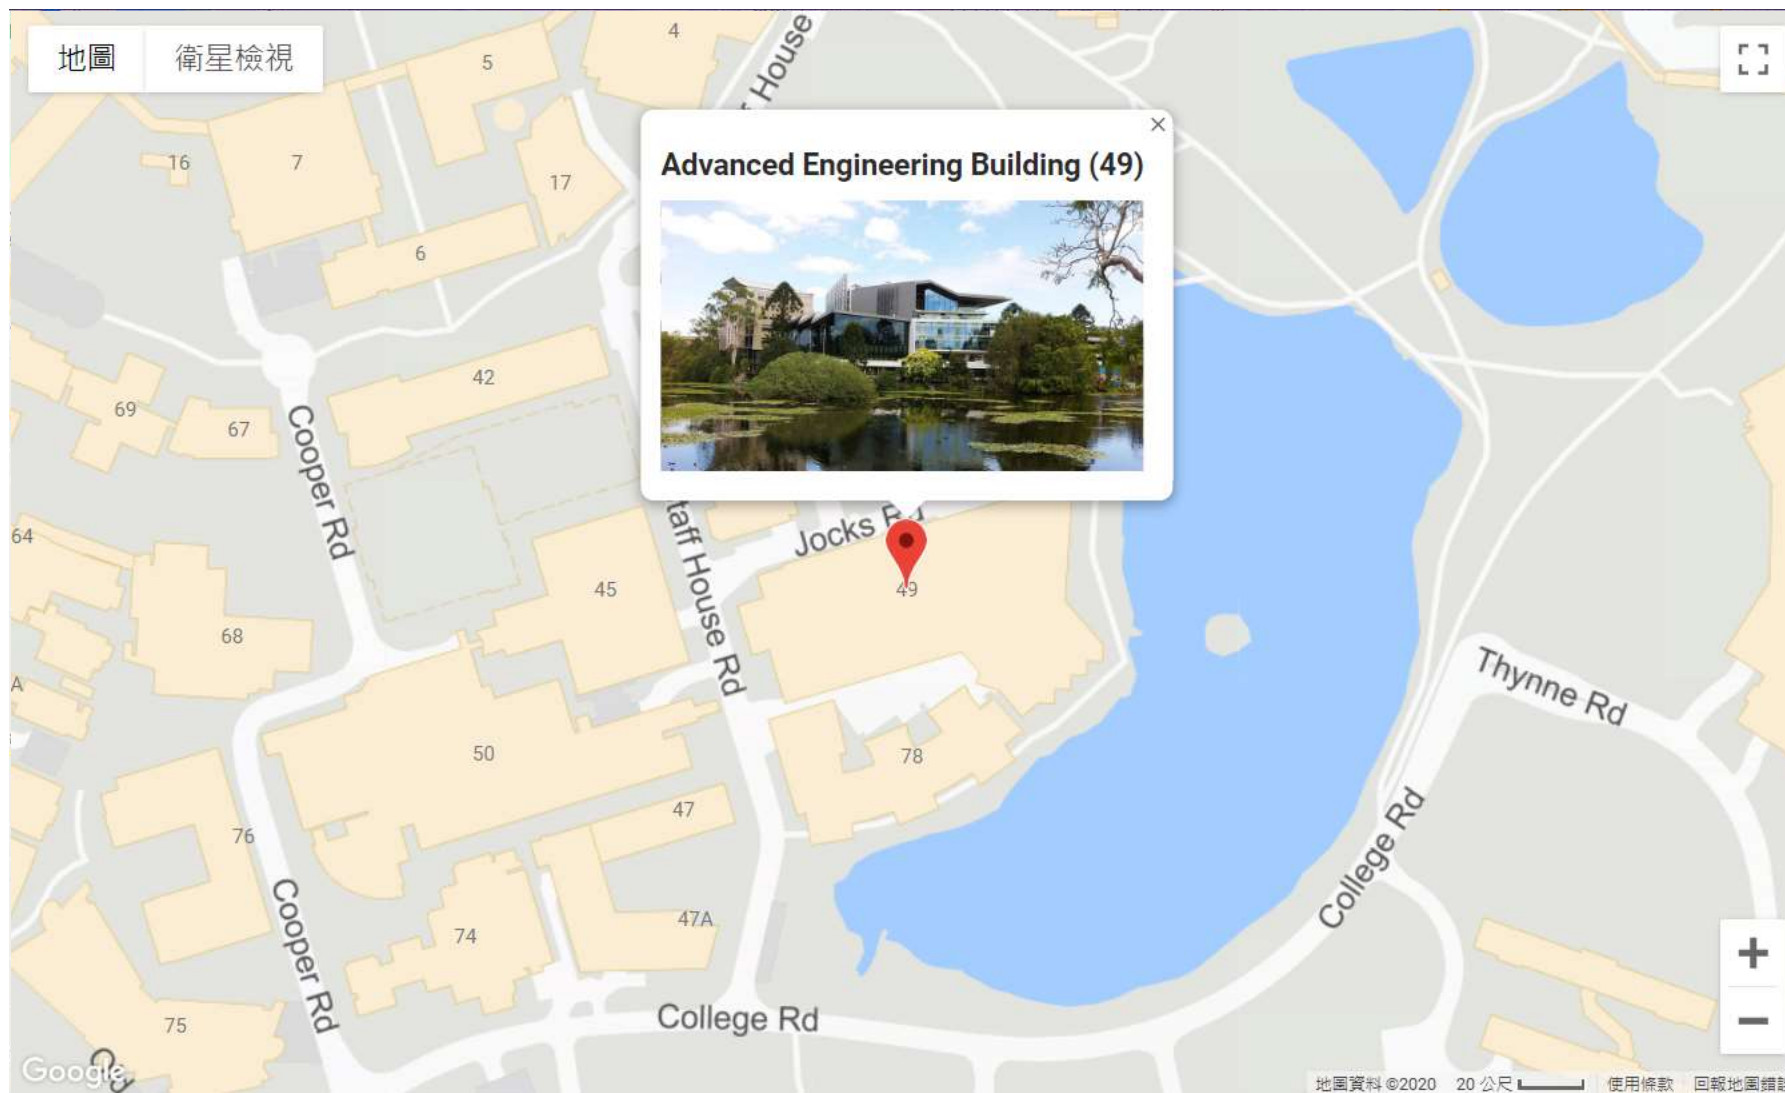 地圖
衛星檢視
4
5
House
16
7
17
Advanced Engineering Building (49)
6
42
69
67
Cooper Rd
Jocks Rd
taff House Rd
64
45
49
68
A
Thynne Rd
50
78
47
76
College Rd
Cooper Rd
47A
74
75
College Rd
Google
地圖資料 ©2020
20 公尺
使用條款
回報地圖錯誤